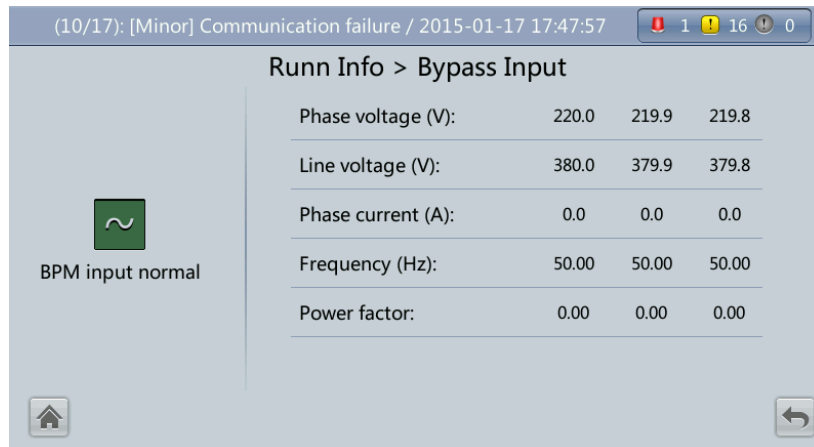 (10/17): [Minor] Communication failure / 2015-01-17 17:47:57 1 ! 16 ! 0
Runn Info > Bypass Input
Phase voltage (V): 220.0 219.9 219.8
Line voltage (V): 380.0 379.9 379.8
Phase current (A): 0.0 0.0 0.0
Frequency (Hz): 50.00 50.00 50.00
Power factor: 0.00 0.00 0.00
BPM input normal